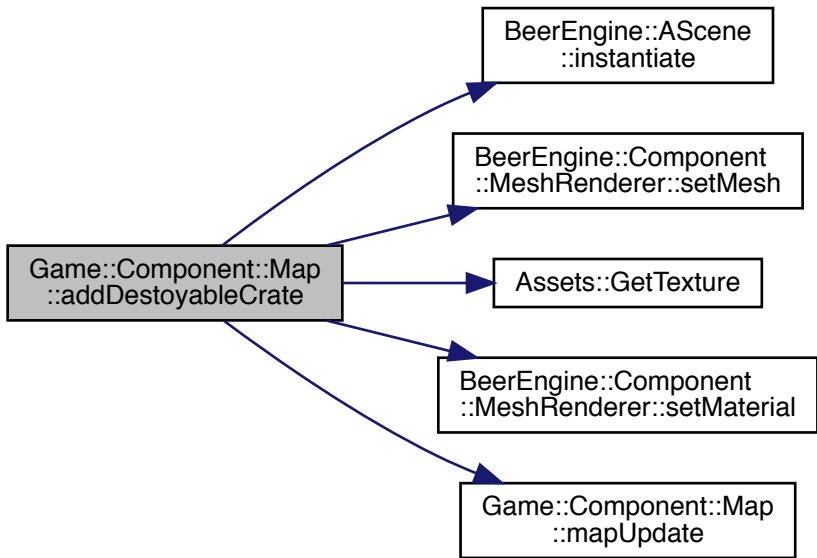 BeerEngine::AScene
::instantiate
BeerEngine::Component
::MeshRenderer::setMesh
Game::Component::Map
::addDestoyableCrate
Assets::GetTexture
BeerEngine::Component
::MeshRenderer::setMaterial
Game::Component::Map
::mapUpdate